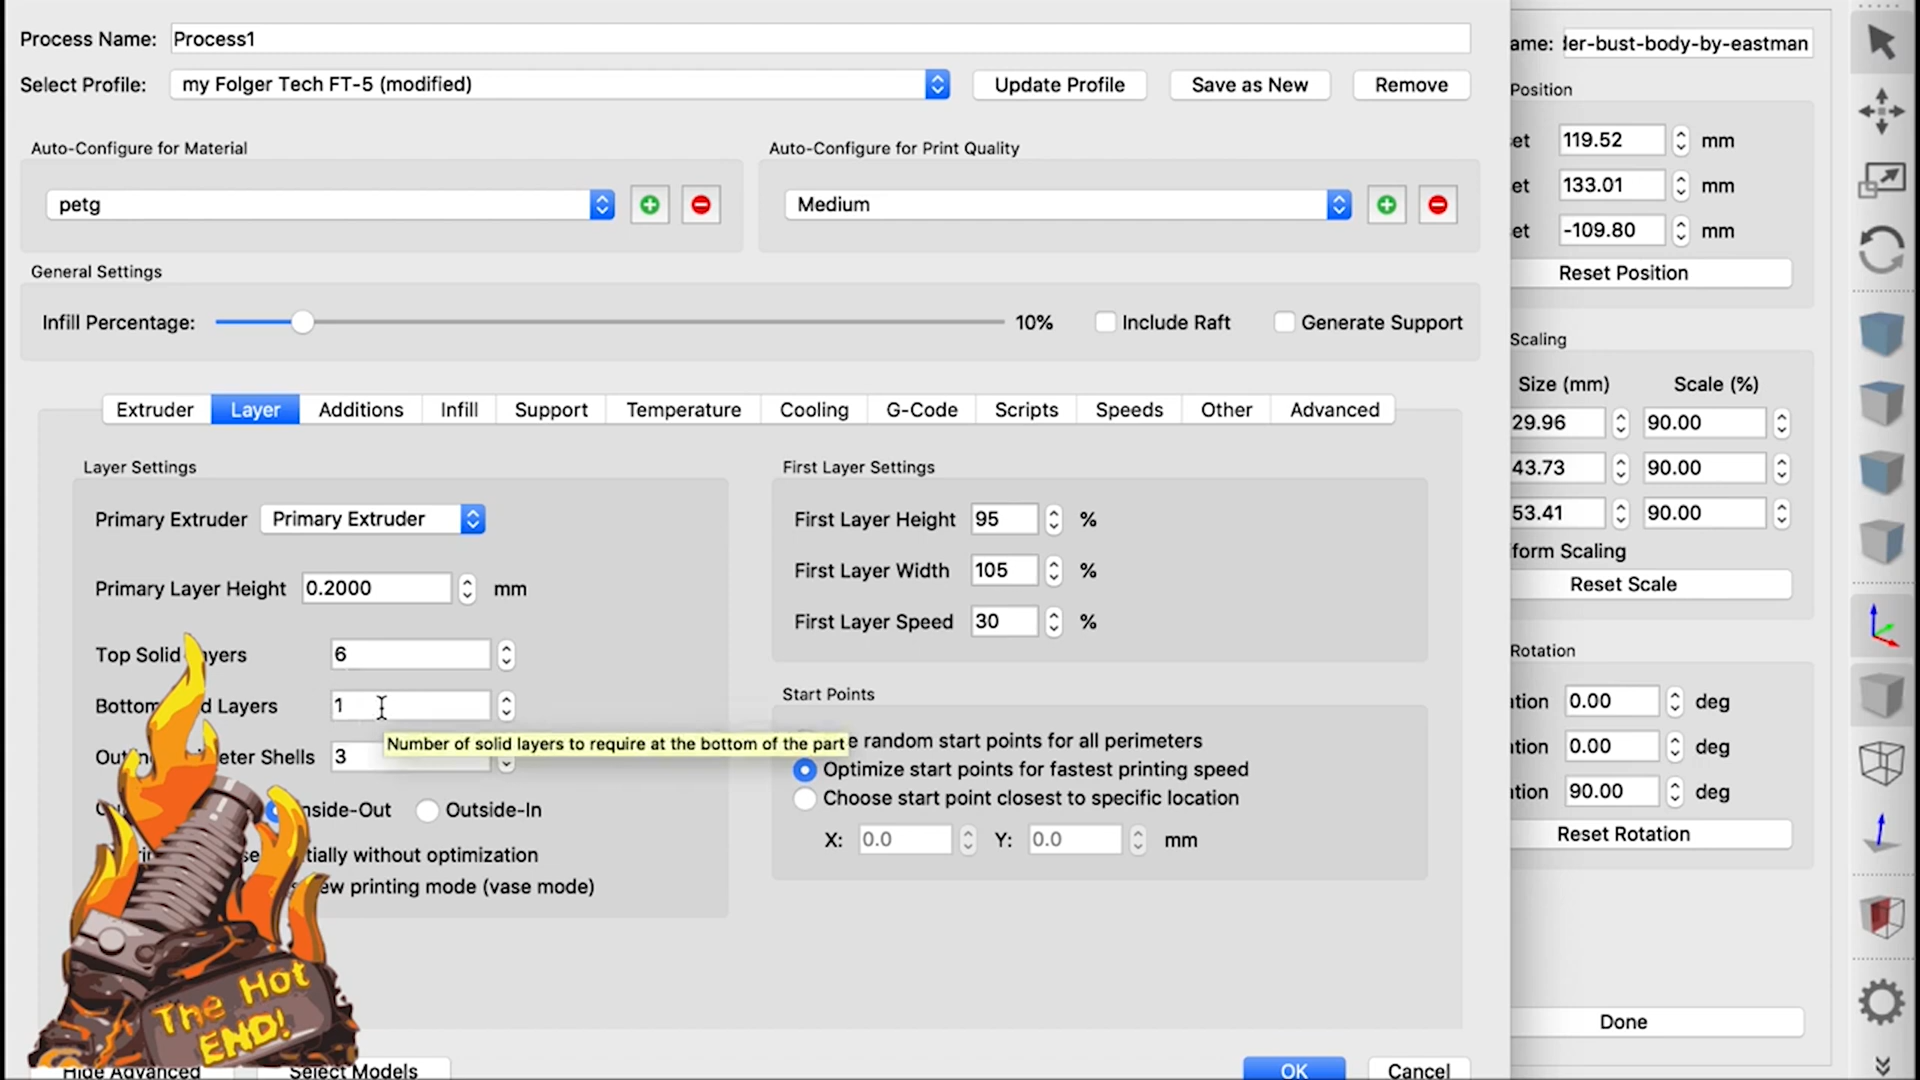 Process Name: Process1
Select Profile: my Folger Tech FT-5 (modified) Update Profile Save as New Remove
Auto-Configure for Material
petg
Auto-Configure for Print Quality
Medium
General Settings
Infill Percentage: 10% Include Raft Generate Support
Extruder Layer Additions Infill Support Temperature Cooling G-Code Scripts Speeds Other Advanced
Layer Settings
Primary Extruder Primary Extruder
Primary Layer Height 0.2000 mm
Top Solid yers 6
Bottom d Layers 1
Number of solid layers to require at the bottom of the part
Out eter Shells 3
nside-Out Outside-In
tially without optimization
ew printing mode (vase mode)
First Layer Settings
First Layer Height 95 %
First Layer Width 105 %
First Layer Speed 30 %
Start Points
e random start points for all perimeters
Optimize start points for fastest printing speed
Choose start point closest to specific location
X: 0.0 Y: 0.0 mm
The Hot
END!
Hide Advanced Select Models OK Cancel
ame: der-bust-body-by-eastman
Position
et 119.52 mm
et 133.01 mm
et -109.80 mm
Reset Position
Scaling
Size (mm) Scale (%)
29.96 90.00
43.73 90.00
53.41 90.00
form Scaling
Reset Scale
Rotation
tion 0.00 deg
tion 0.00 deg
tion 90.00 deg
Reset Rotation
Done